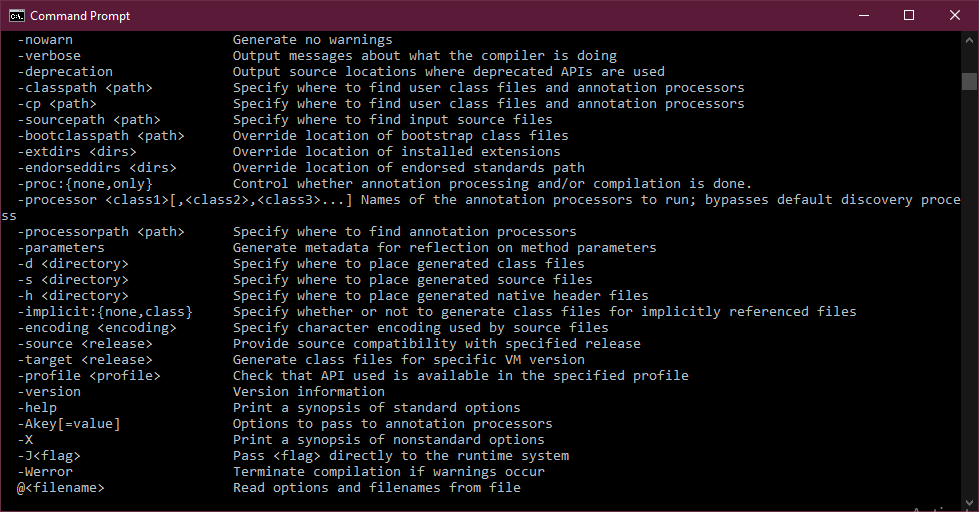 Command Prompt
-nowarn                    Generate no warnings
-verbose                   Output messages about what the compiler is doing
-deprecation               Output source locations where deprecated APIs are used
-classpath <path>          Specify where to find user class files and annotation processors
-cp <path>                 Specify where to find user class files and annotation processors
-sourcepath <path>         Specify where to find input source files
-bootclasspath <path>      Override location of bootstrap class files
-extdirs <dirs>            Override location of installed extensions
-endorseddirs <dirs>       Override location of endorsed standards path
-proc:{none,only}          Control whether annotation processing and/or compilation is done.
-processor <class1>[,<class2>,<class3>...] Names of the annotation processors to run; bypasses default discovery proce
ss
-processorpath <path>      Specify where to find annotation processors
-parameters                Generate metadata for reflection on method parameters
-d <directory>             Specify where to place generated class files
-s <directory>             Specify where to place generated source files
-h <directory>             Specify where to place generated native header files
-implicit:{none,class}     Specify whether or not to generate class files for implicitly referenced files
-encoding <encoding>       Specify character encoding used by source files
-source <release>          Provide source compatibility with specified release
-target <release>          Generate class files for specific VM version
-profile <profile>         Check that API used is available in the specified profile
-version                   Version information
-help                      Print a synopsis of standard options
-Akey[=value]              Options to pass to annotation processors
-X                         Print a synopsis of nonstandard options
-J<flag>                   Pass <flag> directly to the runtime system
-Werror                    Terminate compilation if warnings occur
@<filename>                Read options and filenames from file